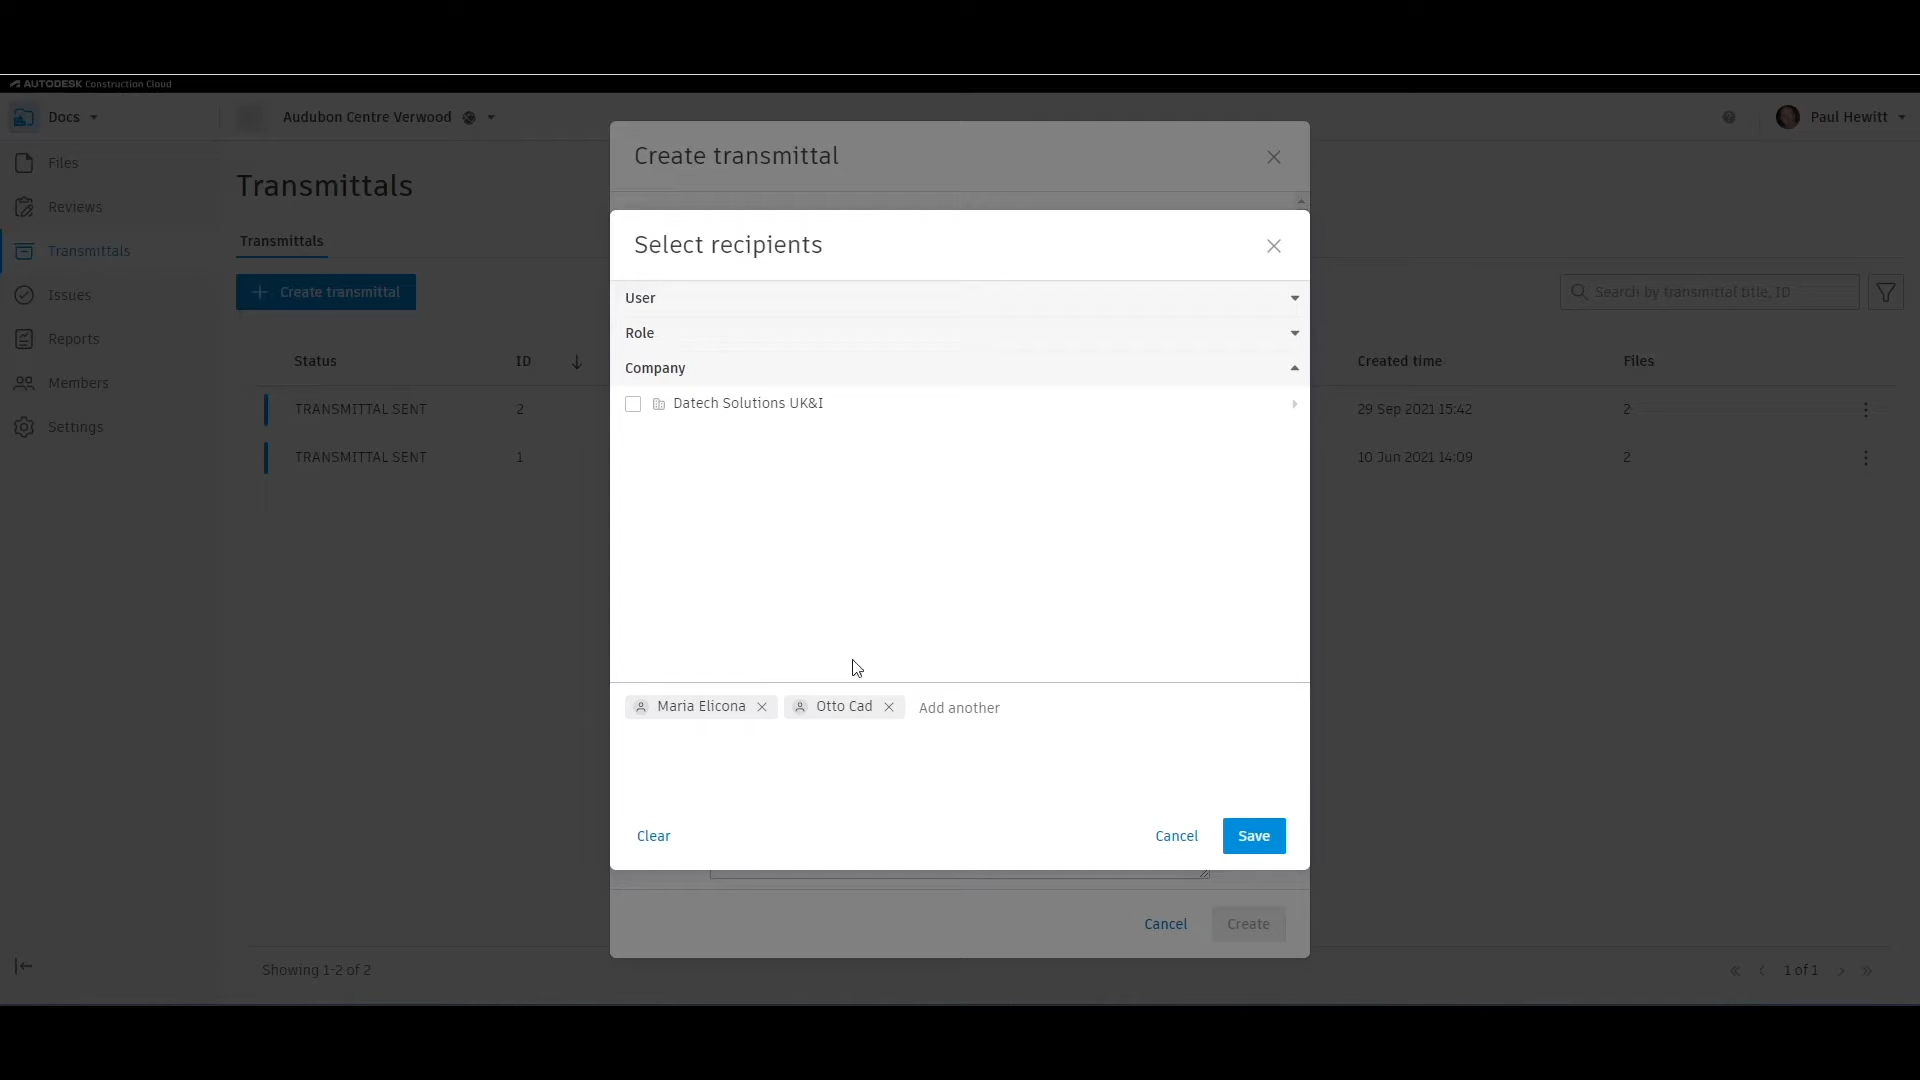 AUTODESK Construction Cloud
Docs
Audubon Centre Verwood
Paul Hewitt
Files
Reviews
Transmittals
Issues
Reports
Members
Settings
Transmittals
Transmittals
Create transmittal
Search by transmittal title, ID
Status ID Created time Files
TRANSMITTAL SENT 2 29 Sep 2021 15:42 2
TRANSMITTAL SENT 1 10 Jun 2021 14:09 2
Create transmittal
Select recipients
User
Role
Company
Datech Solutions UK&I
Maria Elicona Otto Cad Add another
Clear Cancel Save
Cancel Create
Showing 1-2 of 2
1 of 1